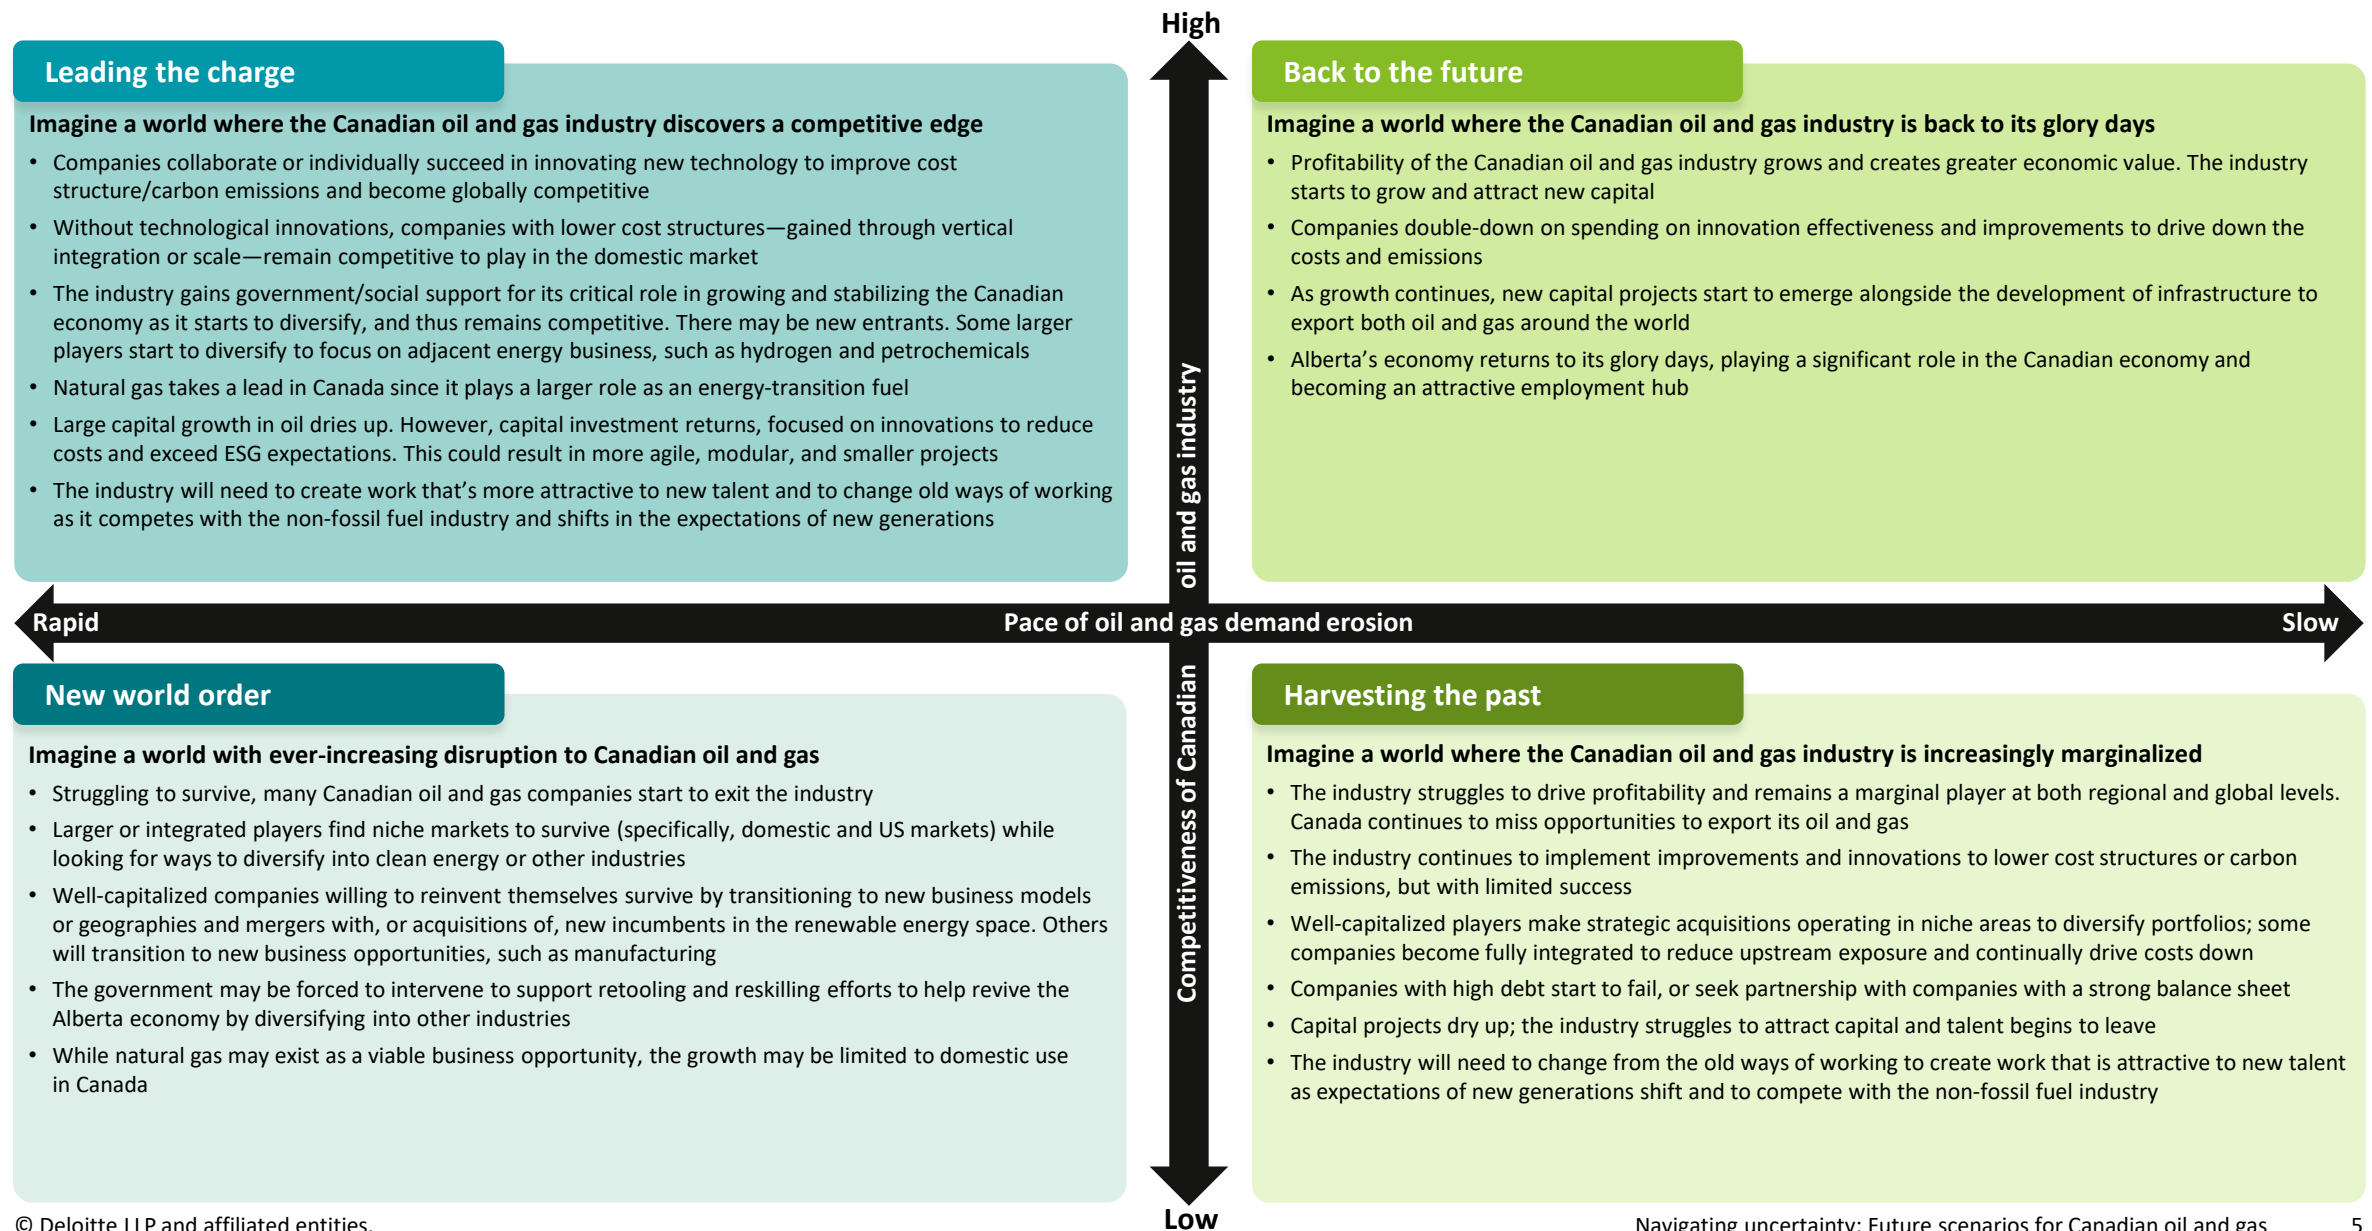 High
Leading the charge
Imagine a world where the Canadian oil and gas industry discovers a competitive edge
• Companies collaborate or individually succeed in innovating new technology to improve cost
structure/carbon emissions and become globally competitive
• Without technological innovations, companies with lower cost structures—gained through vertical
integration or scale—remain competitive to play in the domestic market
• The industry gains government/social support for its critical role in growing and stabilizing the Canadian
economy as it starts to diversify, and thus remains competitive. There may be new entrants. Some larger
players start to diversify to focus on adjacent energy business, such as hydrogen and petrochemicals
• Natural gas takes a lead in Canada since it plays a larger role as an energy-transition fuel
• Large capital growth in oil dries up. However, capital investment returns, focused on innovations to reduce
costs and exceed ESG expectations. This could result in more agile, modular, and smaller projects
• The industry will need to create work that’s more attractive to new talent and to change old ways of working
as it competes with the non-fossil fuel industry and shifts in the expectations of new generations
Back to the future
Imagine a world where the Canadian oil and gas industry is back to its glory days
• Profitability of the Canadian oil and gas industry grows and creates greater economic value. The industry
starts to grow and attract new capital
• Companies double-down on spending on innovation effectiveness and improvements to drive down the
costs and emissions
• As growth continues, new capital projects start to emerge alongside the development of infrastructure to
export both oil and gas around the world
• Alberta’s economy returns to its glory days, playing a significant role in the Canadian economy and
becoming an attractive employment hub
Competitiveness of Canadian oil and gas industry
Rapid
Pace of oil and gas demand erosion
Slow
New world order
Imagine a world with ever-increasing disruption to Canadian oil and gas
• Struggling to survive, many Canadian oil and gas companies start to exit the industry
• Larger or integrated players find niche markets to survive (specifically, domestic and US markets) while
looking for ways to diversify into clean energy or other industries
• Well-capitalized companies willing to reinvent themselves survive by transitioning to new business models
or geographies and mergers with, or acquisitions of, new incumbents in the renewable energy space. Others
will transition to new business opportunities, such as manufacturing
• The government may be forced to intervene to support retooling and reskilling efforts to help revive the
Alberta economy by diversifying into other industries
• While natural gas may exist as a viable business opportunity, the growth may be limited to domestic use
in Canada
Harvesting the past
Imagine a world where the Canadian oil and gas industry is increasingly marginalized
• The industry struggles to drive profitability and remains a marginal player at both regional and global levels.
Canada continues to miss opportunities to export its oil and gas
• The industry continues to implement improvements and innovations to lower cost structures or carbon
emissions, but with limited success
• Well-capitalized players make strategic acquisitions operating in niche areas to diversify portfolios; some
companies become fully integrated to reduce upstream exposure and continually drive costs down
• Companies with high debt start to fail, or seek partnership with companies with a strong balance sheet
• Capital projects dry up; the industry struggles to attract capital and talent begins to leave
• The industry will need to change from the old ways of working to create work that is attractive to new talent
as expectations of new generations shift and to compete with the non-fossil fuel industry
Low
© Deloitte LLP and affiliated entities.
Navigating uncertainty: Future scenarios for Canadian oil and gas 5